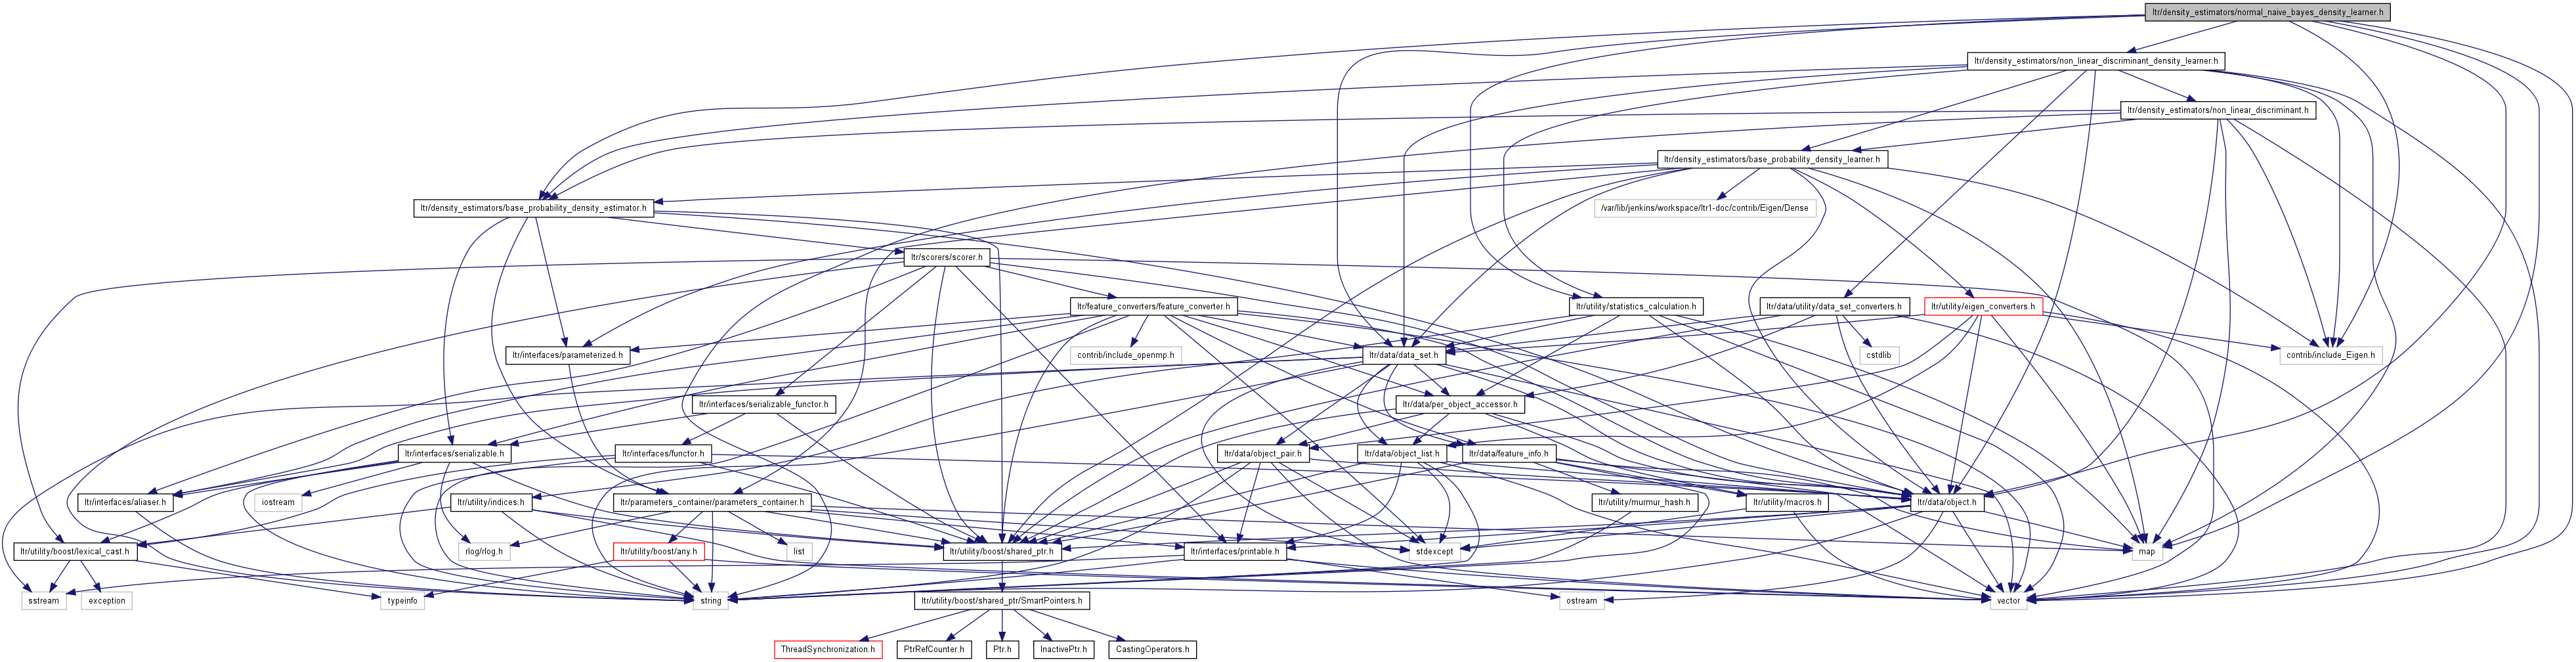 ltr/density_estimators/normal_naive_bayes_density_learner.h
ltr/density_estimators/non_linear_discriminant_density_learner.h
ltr/density_estimators/non_linear_discriminant.h
ltr/density_estimators/base_probability_density_learner.h
ltr/density_estimators/base_probability_density_estimator.h
/var/lib/jenkins/workspace/ltr1-doc/contrib/Eigen/Dense
ltr/scorers/scorer.h
ltr/feature_converters/feature_converter.h
ltr/utility/statistics_calculation.h
ltr/data/utility/data_set_converters.h
ltr/utility/eigen_converters.h
ltr/interfaces/parameterized.h
contrib/include_openmp.h
ltr/data/data_set.h
cstdlib
contrib/include_Eigen.h
ltr/interfaces/serializable_functor.h
ltr/data/per_object_accessor.h
ltr/interfaces/serializable.h
ltr/interfaces/functor.h
ltr/data/object_pair.h
ltr/data/object_list.h
ltr/data/feature_info.h
ltr/interfaces/aliaser.h
iostream
ltr/utility/indices.h
ltr/parameters_container/parameters_container.h
ltr/utility/murmur_hash.h
ltr/utility/macros.h
ltr/data/object.h
ltr/utility/boost/lexical_cast.h
rlog/rlog.h
ltr/utility/boost/any.h
list
ltr/utility/boost/shared_ptr.h
ltr/interfaces/printable.h
stdexcept
map
sstream
exception
typeinfo
string
ltr/utility/boost/shared_ptr/SmartPointers.h
ostream
vector
ThreadSynchronization.h
PtrRefCounter.h
Ptr.h
InactivePtr.h
CastingOperators.h